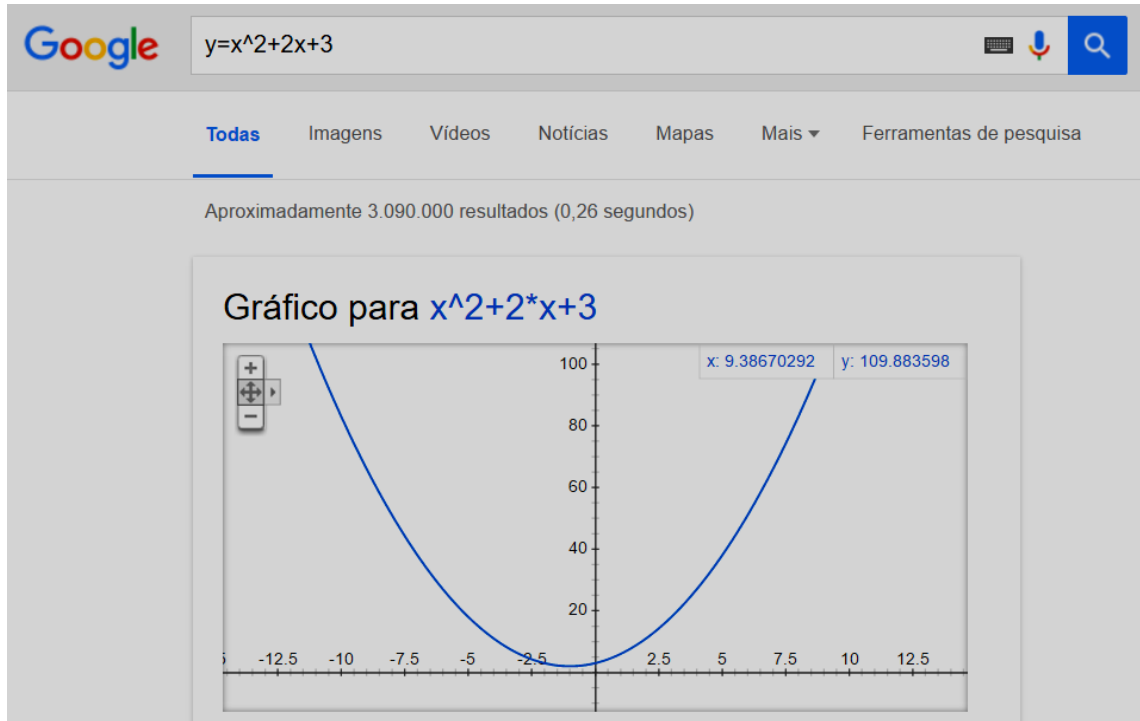 Google y=x^2+2x+3
Todas Imagens Vídeos Notícias Mapas Mais Ferramentas de pesquisa
Aproximadamente 3.090.000 resultados (0,26 segundos)
Gráfico para x^2+2*x+3
x: 9.38670292 y: 109.883598
100
80
60
40
20
5 -12.5 -10 -7.5 -5 -2.5 2.5 5 7.5 10 12.5